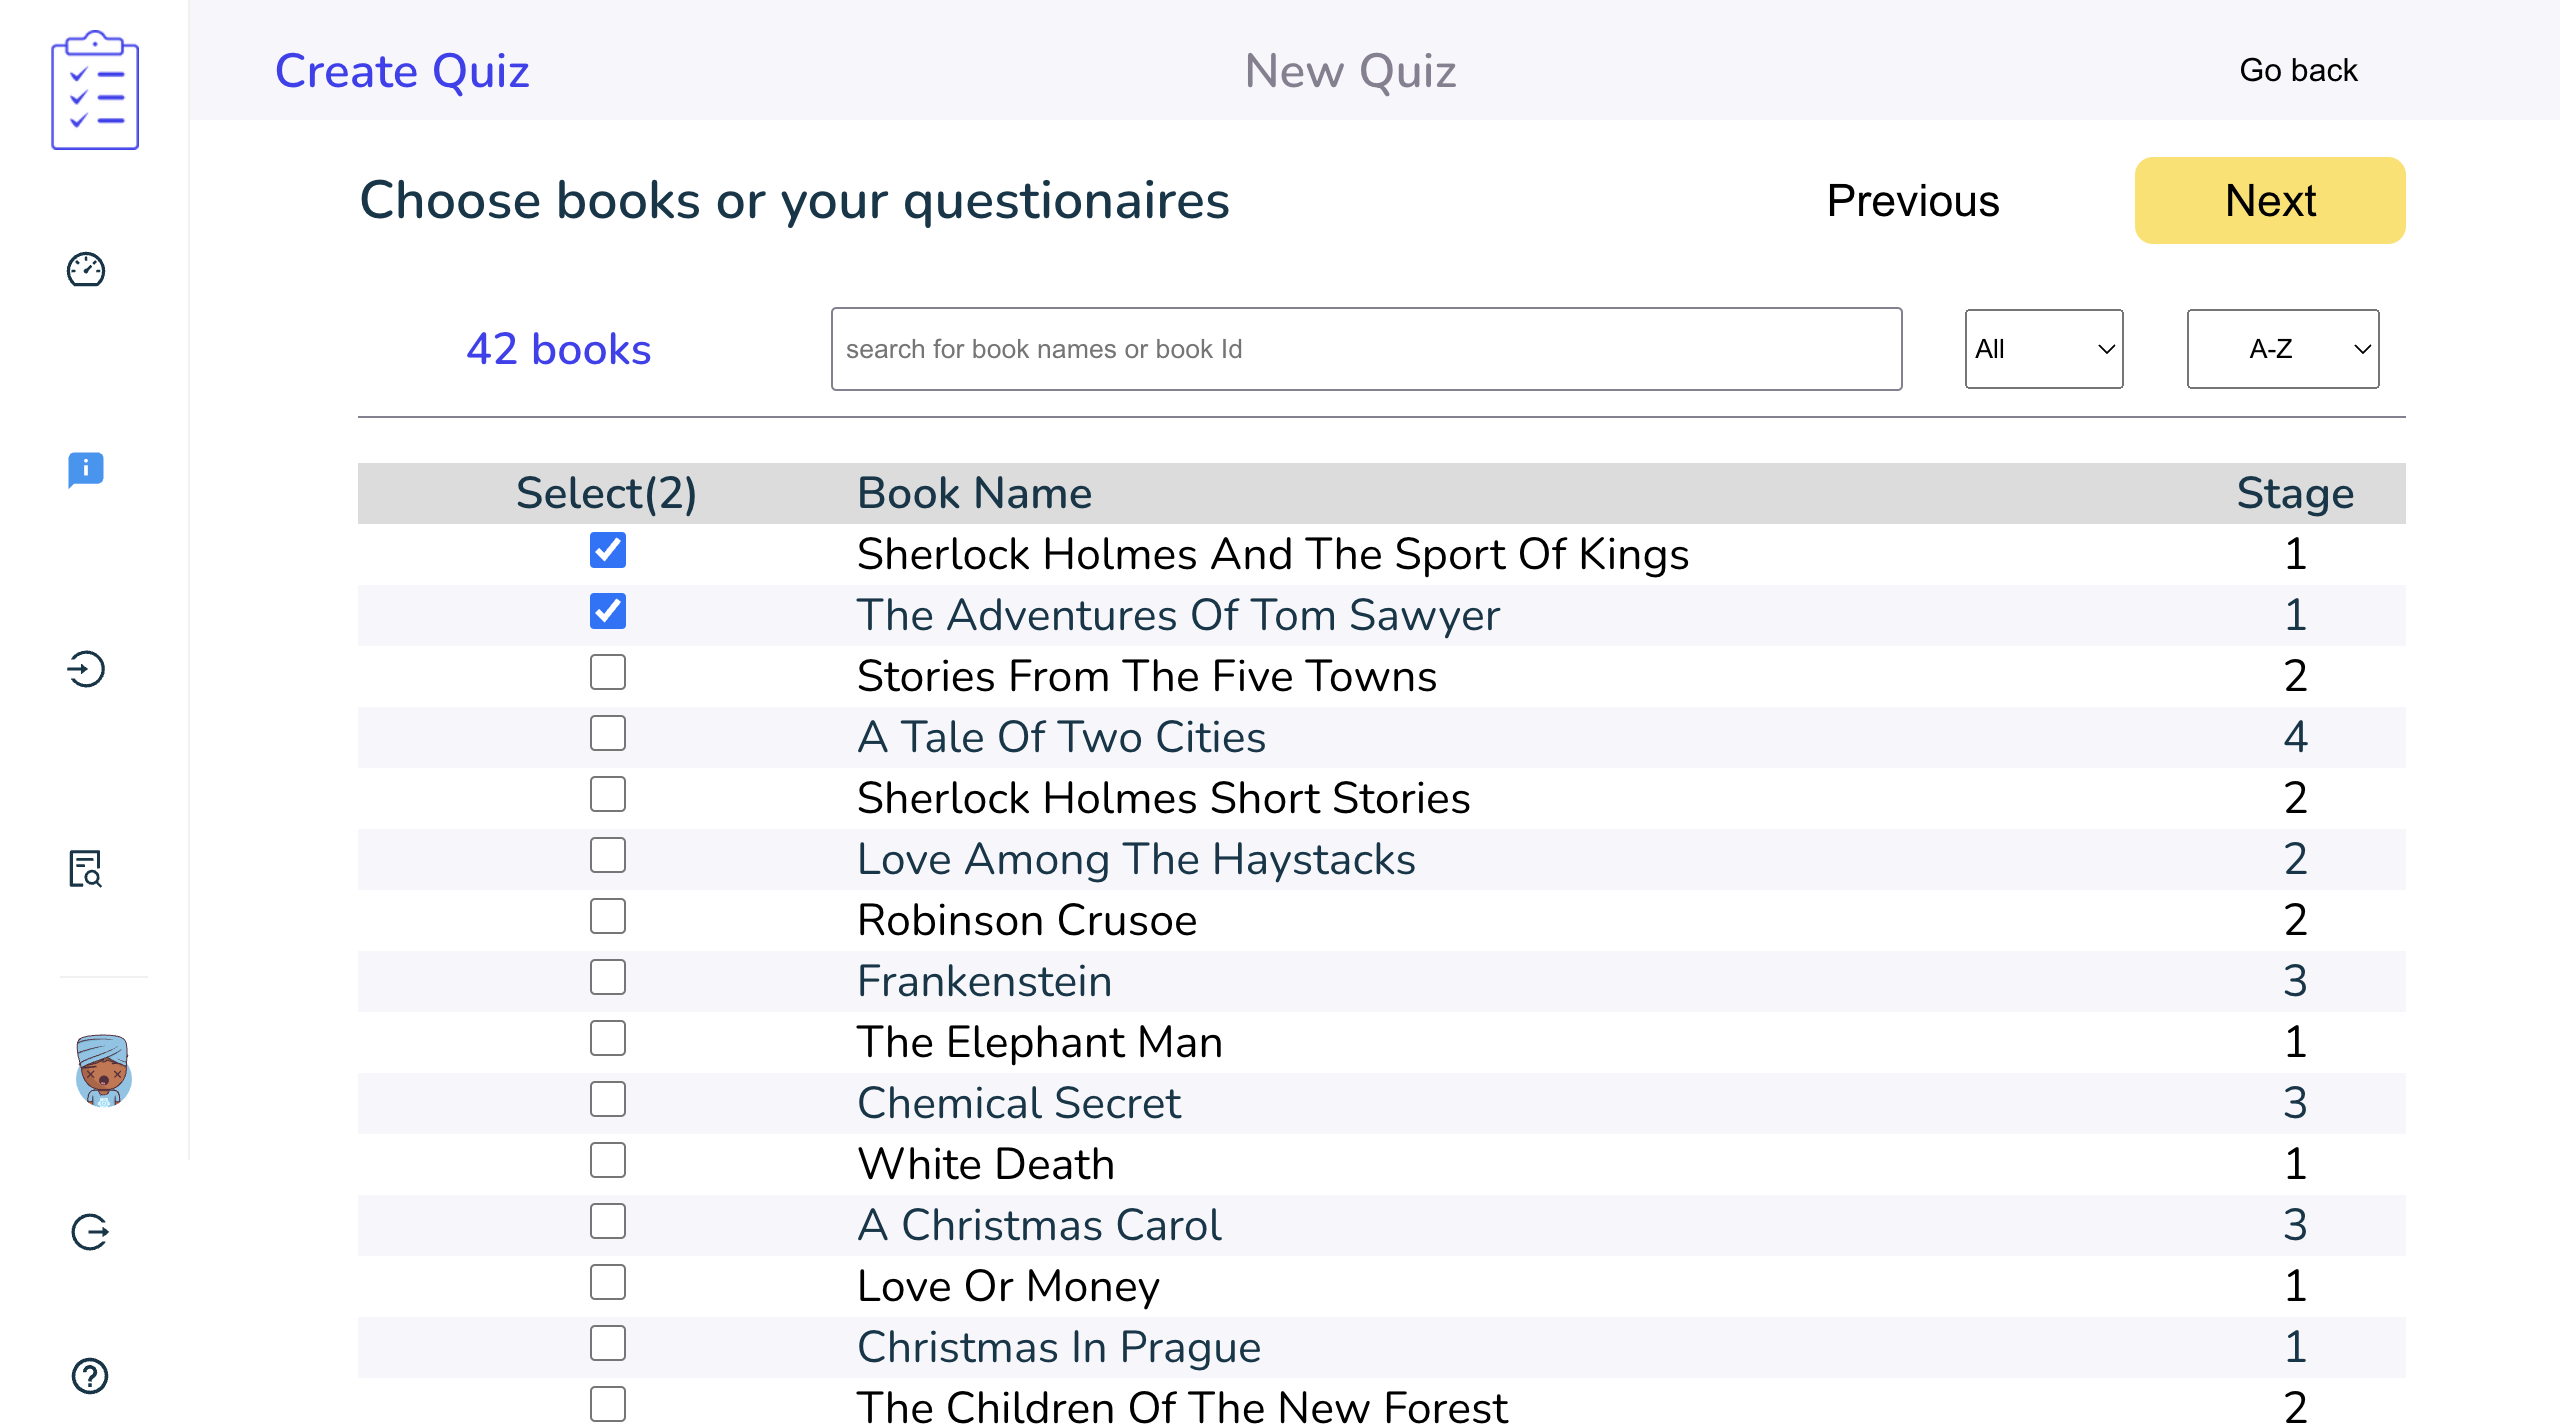 Create Quiz
New Quiz
Go back
Choose books or your questionaires
Previous
Next
42 books
search for book names or book Id
All
A-Z
Select(2) Book Name Stage
Sherlock Holmes And The Sport Of Kings 1
The Adventures Of Tom Sawyer 1
Stories From The Five Towns 2
A Tale Of Two Cities 4
Sherlock Holmes Short Stories 2
Love Among The Haystacks 2
Robinson Crusoe 2
Frankenstein 3
The Elephant Man 1
Chemical Secret 3
White Death 1
A Christmas Carol 3
Love Or Money 1
Christmas In Prague 1
The Children Of The New Forest 2